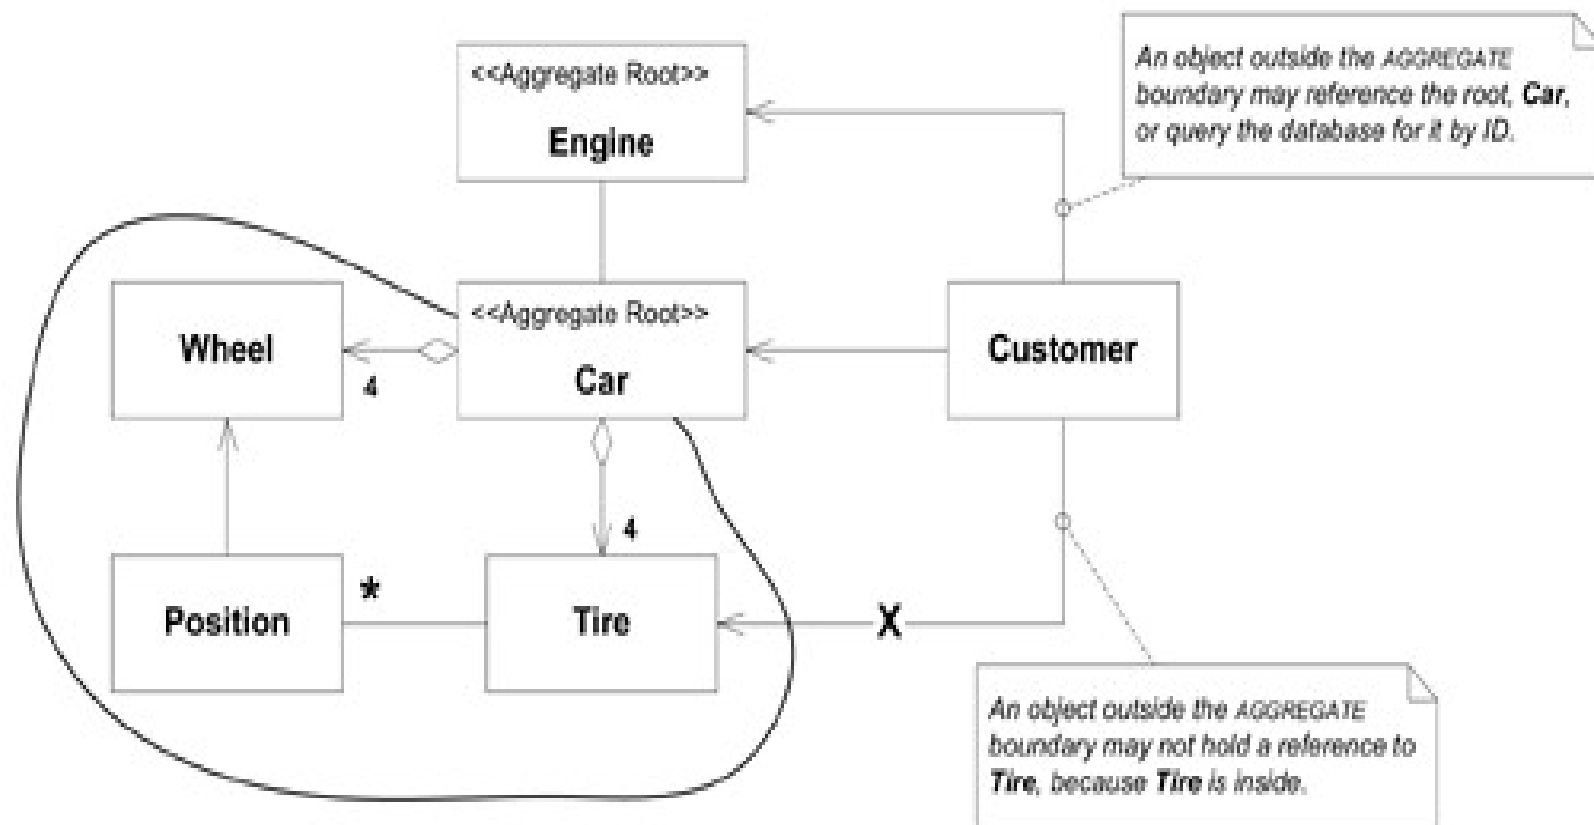 <<Aggregate Root>>
Engine
An object outside the AGGREGATE
boundary may reference the root, Car,
or query the database for it by ID.
Wheel
4
<<Aggregate Root>>
Car
Customer
4
Position
*
Tire
X
An object outside the AGGREGATE
boundary may not hold a reference to
Tire, because Tire is inside.